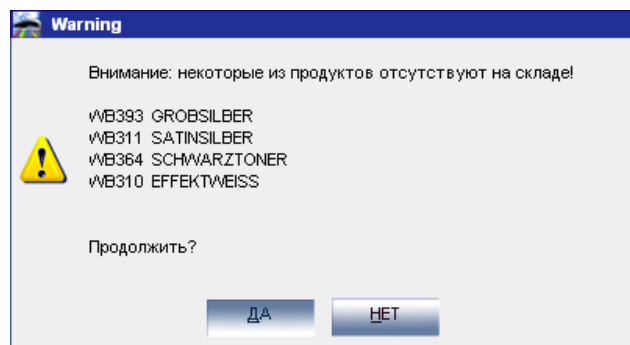 Warning
Внимание: некоторые из продуктов отсутствуют на складе!
WB393 GROBSILBER
WB311 SATINSILBER
WB364 SCHWARZTONER
WB310 EFFEKTWEISS
Продолжить?
ДА НЕТ